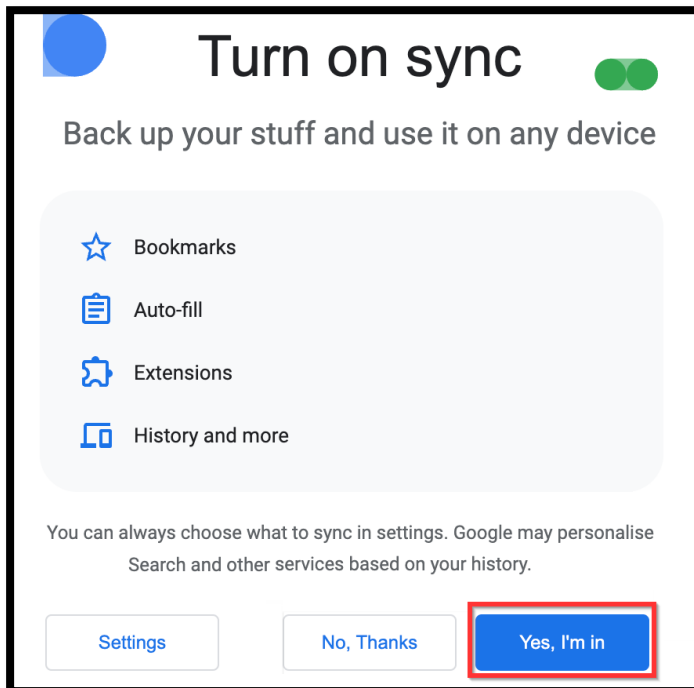 Turn on sync
Back up your stuff and use it on any device
Bookmarks
Auto-fill
Extensions
History and more
You can always choose what to sync in settings. Google may personalise
Search and other services based on your history.
Settings
No, Thanks
Yes, I'm in